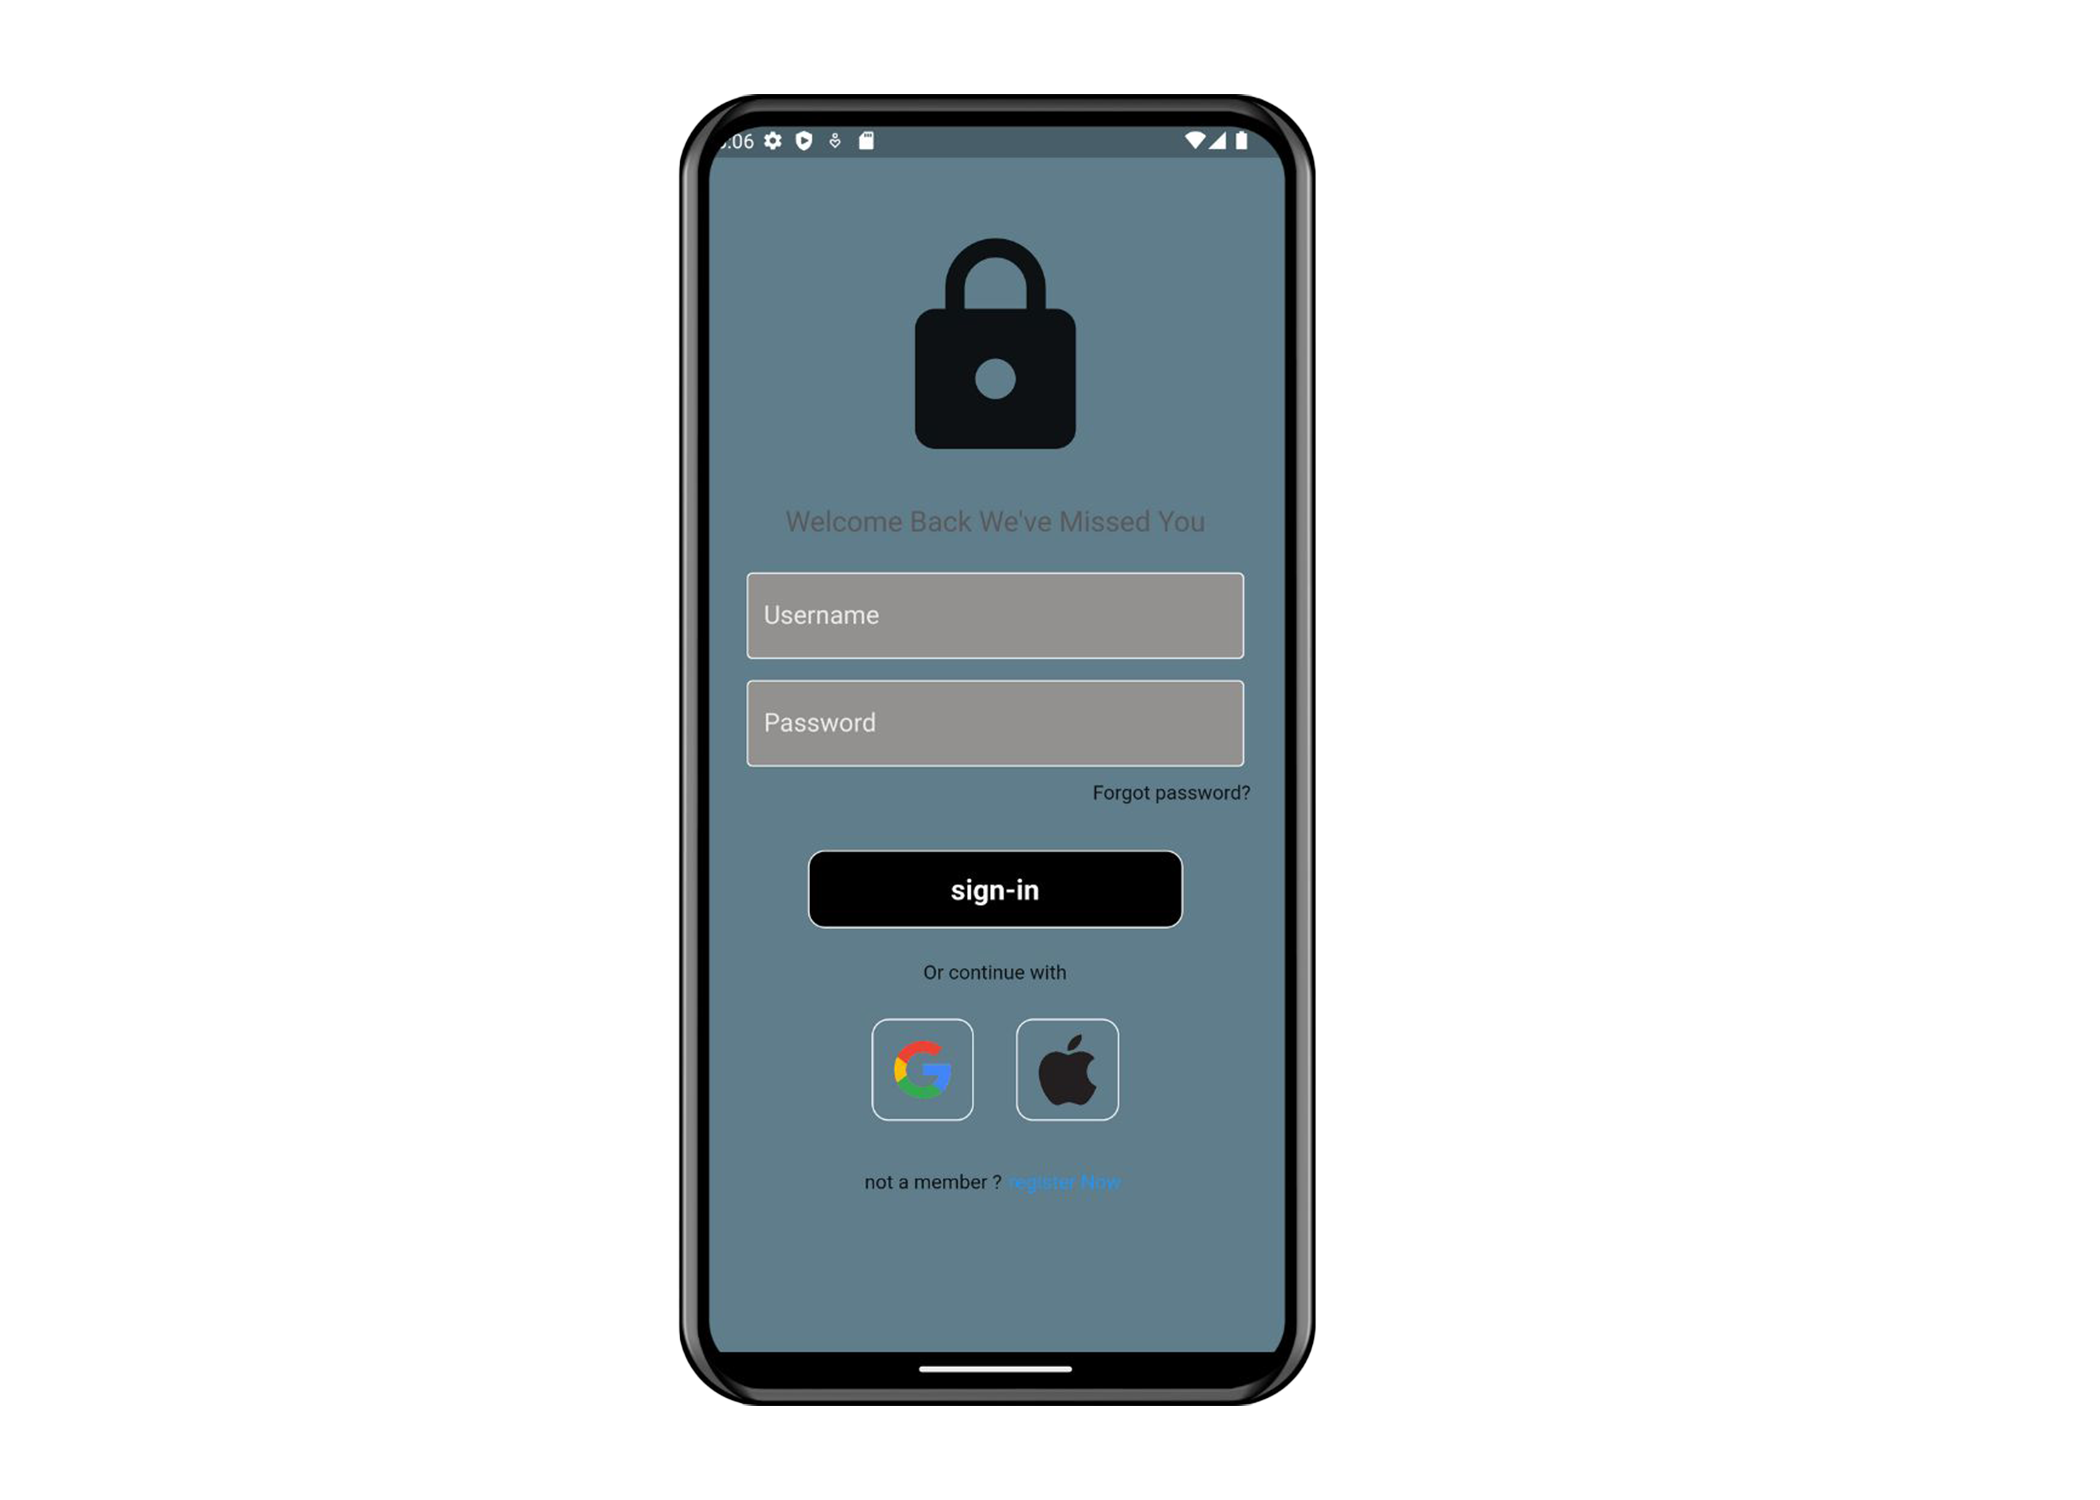 :06
Welcome Back We've Missed You
Username
Password
Forgot password?
sign-in
Or continue with
not a member ? register Now